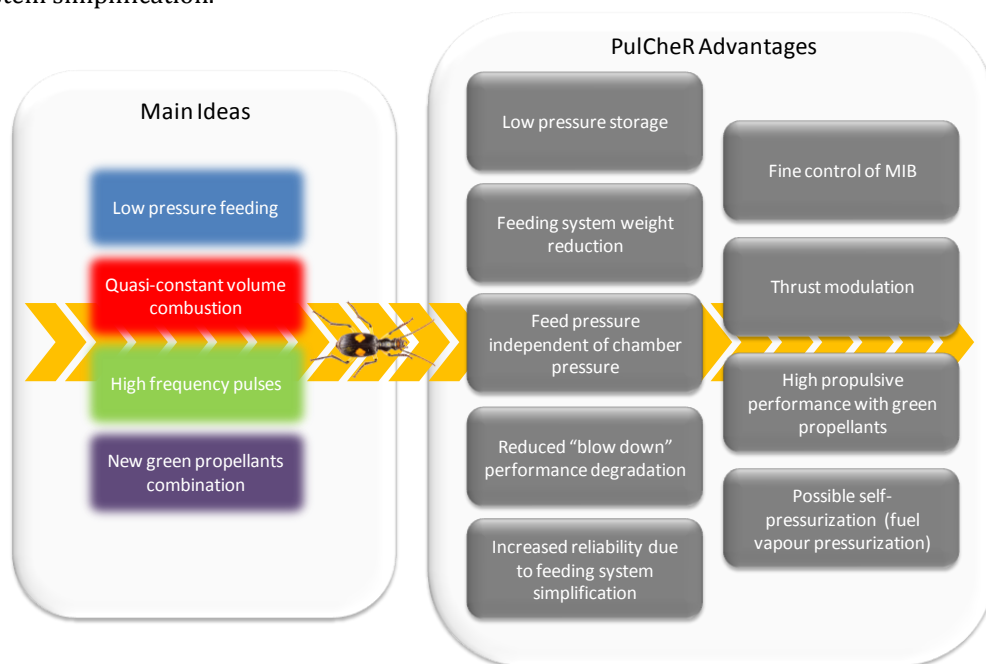 stem simplification.
PulCheR Advantages
Main Ideas
Low pressure feeding
Quasi-constant volume
combustion
High frequency pulses
New green propellants
combination
Low pressure storage
Feeding system weight
reduction
Feed pressure
independent of chamber
pressure
Reduced “blow down”
performance degradation
Increased reliability due
to feeding system
simplification
Fine control of MIB
Thrust modulation
High propulsive
performance with green
propellants
Possible self-
pressurization (fuel
vapour pressurization)